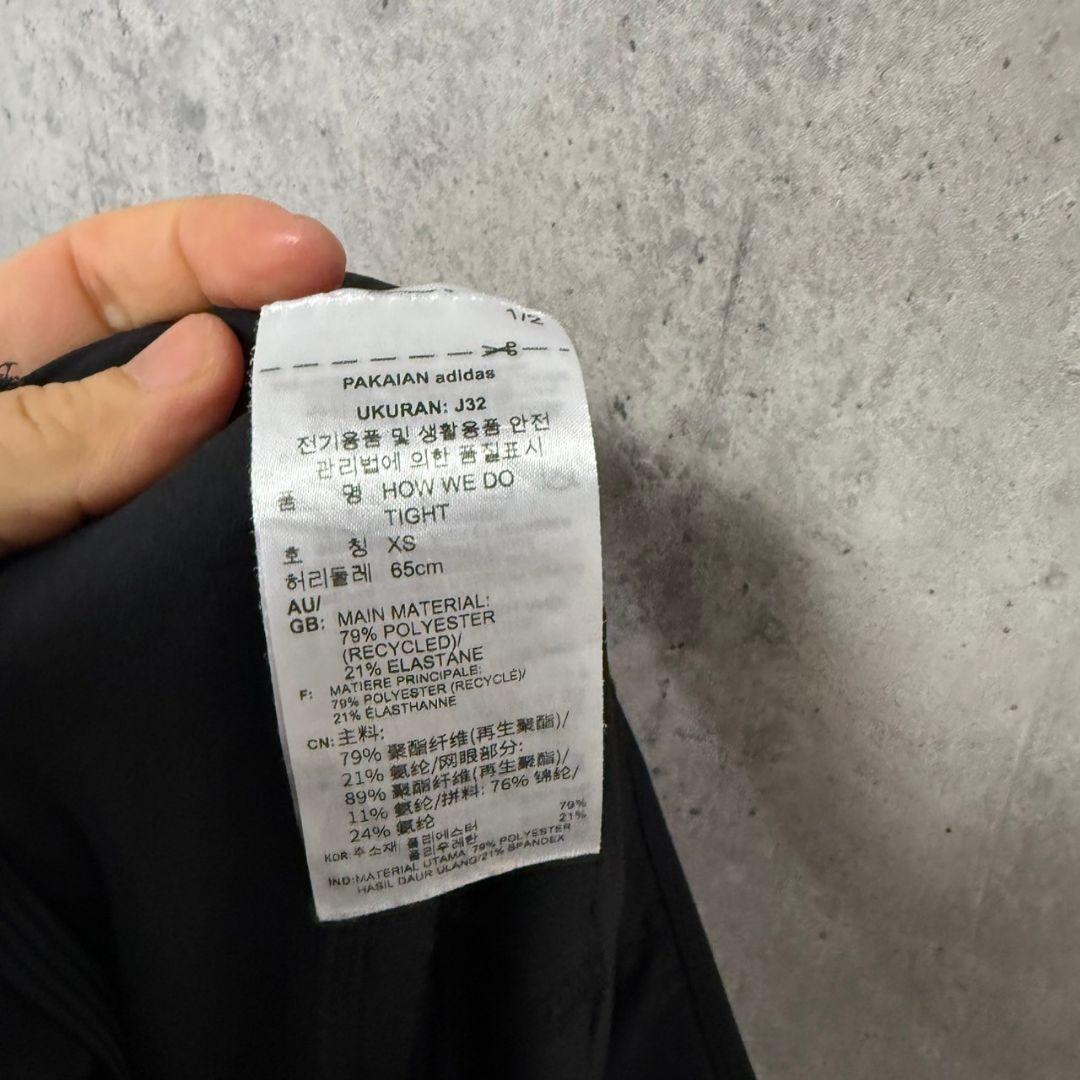 1/2
PAKAIAN adidas
UKURAN: J32
전기용품 및 생활용품 안전
관리법에 의한 품질표시
품 명 HOW WE DO
TIGHT
호 칭 XS
허리둘레 65cm
AU/
GB: MAIN MATERIAL:
79% POLYESTER
(RECYCLED)/
21% ELASTANE
F: MATIERE PRINCIPALE:
79% POLYESTER (RECYCLÉ)/
21% ÉLASTHANNE
CN: 主料:
79% 聚酯纤维(再生聚酯)/
21% 氨纶/网眼部分:
89% 聚酯纤维(再生聚酯)/
11% 氨纶/拼料: 76% 锦纶/
24% 氨纶
KOR: 주소재 폴리에스터 79%
폴리우레탄 21%
IND: MATERIAL UTAMA: 79% POLYESTER
HASIL DAUR ULANG/21% SPANDEX